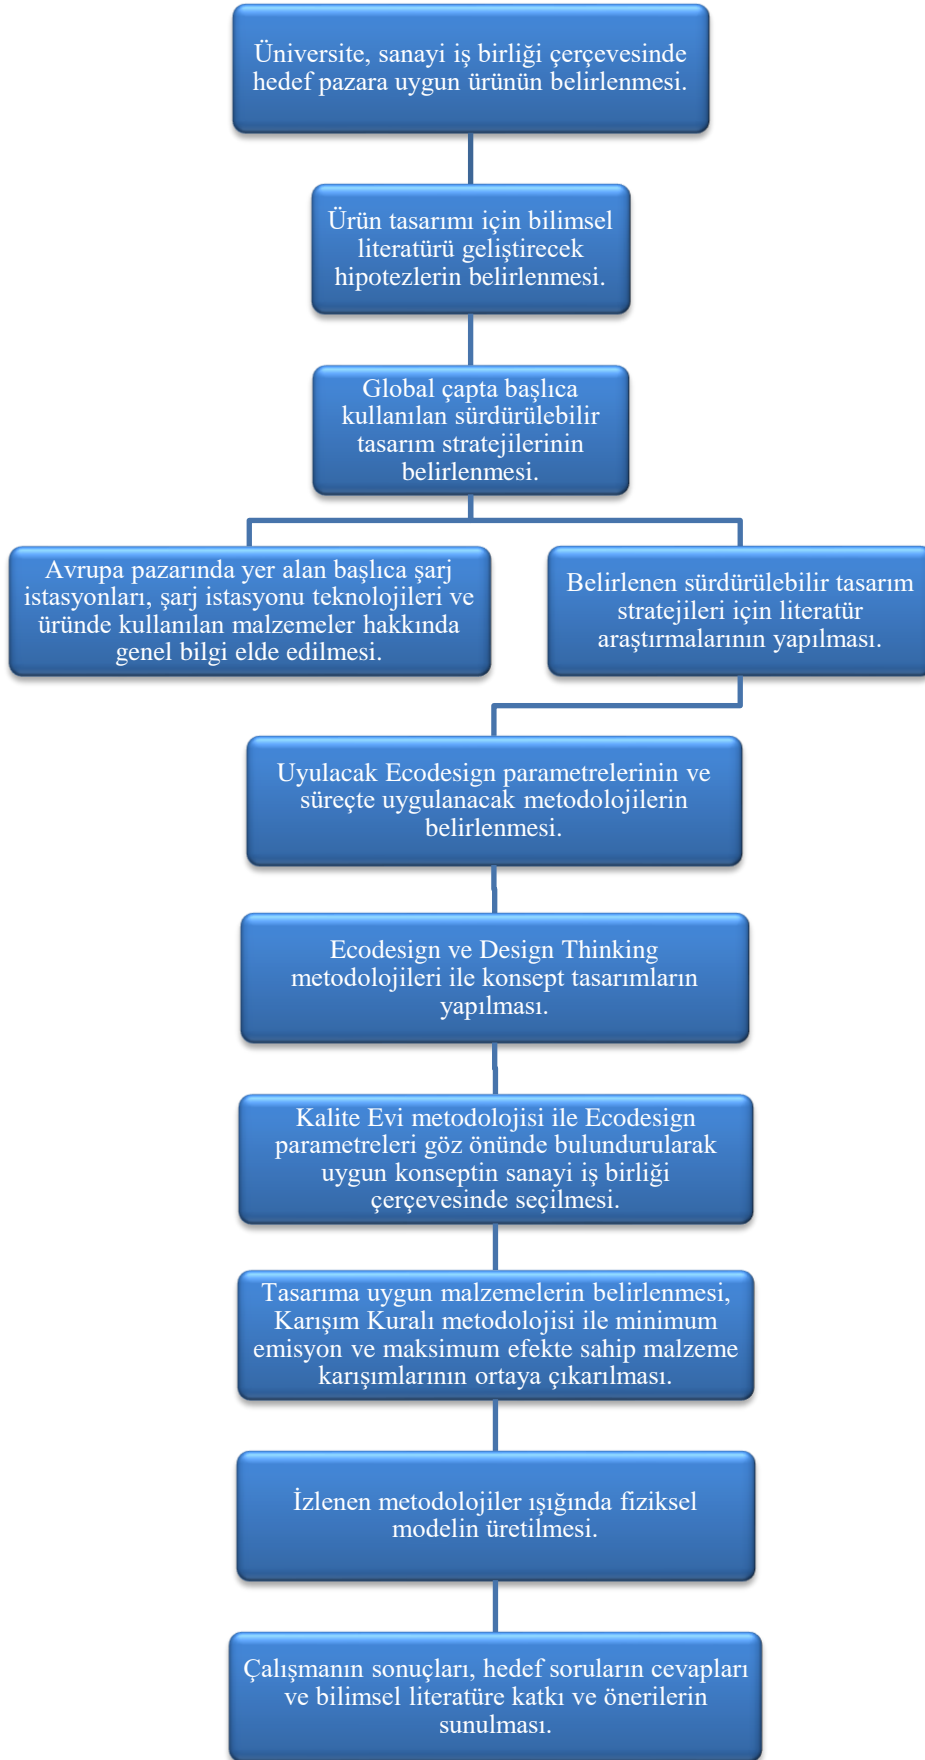 Üniversite, sanayi iş birliği çerçevesinde
hedef pazara uygun ürünün belirlenmesi.
Ürün tasarımı için bilimsel
literatürü geliştirecek
hipotezlerin belirlenmesi.
Global çapta başlıca
kullanılan sürdürülebilir
tasarım stratejilerinin
belirlenmesi.
Avrupa pazarında yer alan başlıca şarj
istasyonları, şarj istasyonu teknolojileri ve
üründe kullanılan malzemeler hakkında
genel bilgi elde edilmesi.
Belirlenen sürdürülebilir tasarım
stratejileri için literatür
araştırmalarının yapılması.
Uyulacak Ecodesign parametrelerinin ve
süreçte uygulanacak metodolojilerin
belirlenmesi.
Ecodesign ve Design Thinking
metodolojileri ile konsept tasarımların
yapılması.
Kalite Evi metodolojisi ile Ecodesign
parametreleri göz önünde bulundurularak
uygun konseptin sanayi iş birliği
çerçevesinde seçilmesi.
Tasarıma uygun malzemelerin belirlenmesi,
Karışım Kuralı metodolojisi ile minimum
emisyon ve maksimum efekte sahip malzeme
karışımlarının ortaya çıkarılması.
İzlenen metodolojiler ışığında fiziksel
modelin üretilmesi.
Çalışmanın sonuçları, hedef soruların cevapları
ve bilimsel literatüre katkı ve önerilerin
sunulması.